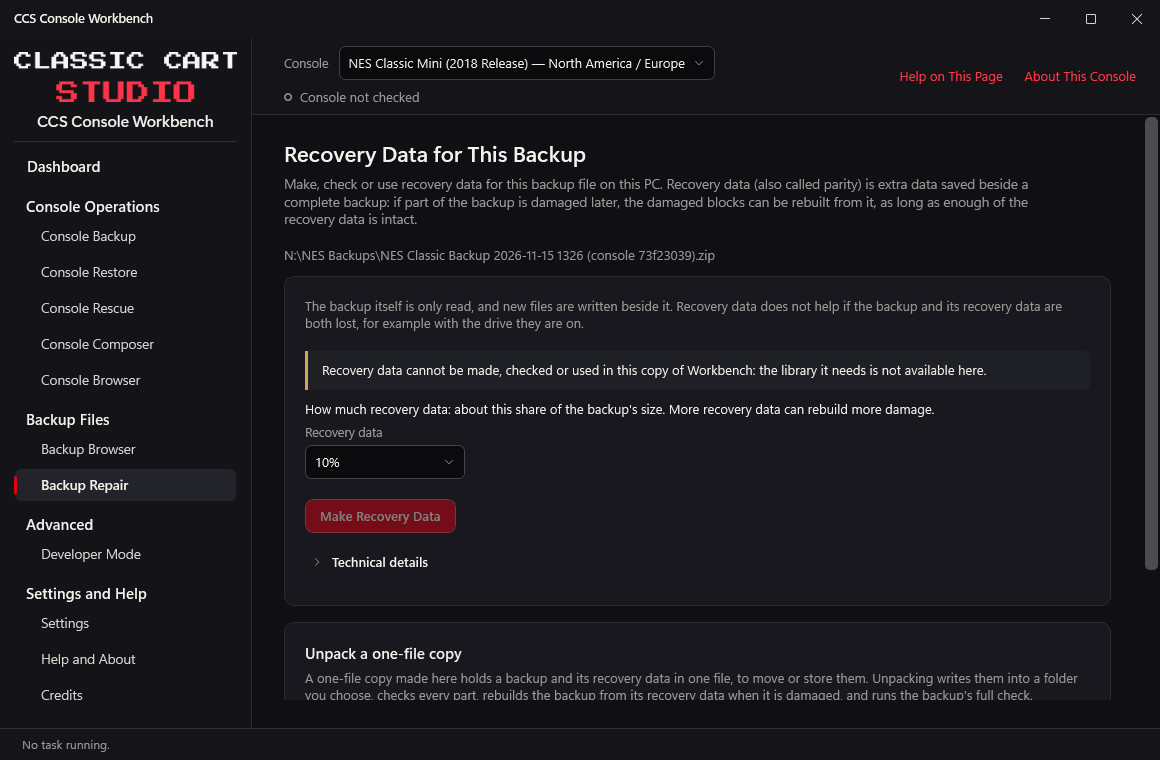 CCS Console Workbench
CLASSIC CART
STUDIO
CCS Console Workbench
Dashboard
Console Operations
Console Backup
Console Restore
Console Rescue
Console Composer
Console Browser
Backup Files
Backup Browser
Backup Repair
Advanced
Developer Mode
Settings and Help
Settings
Help and About
Credits
Console
NES Classic Mini (2018 Release) — North America / Europe
Console not checked
Help on This Page
About This Console
Recovery Data for This Backup
Make, check or use recovery data for this backup file on this PC. Recovery data (also called parity) is extra data saved beside a
complete backup: if part of the backup is damaged later, the damaged blocks can be rebuilt from it, as long as enough of the
recovery data is intact.
N:\NES Backups\NES Classic Backup 2026-11-15 1326 (console 73f23039).zip
The backup itself is only read, and new files are written beside it. Recovery data does not help if the backup and its recovery data are
both lost, for example with the drive they are on.
Recovery data cannot be made, checked or used in this copy of Workbench: the library it needs is not available here.
How much recovery data: about this share of the backup's size. More recovery data can rebuild more damage.
Recovery data
10%
Make Recovery Data
Technical details
Unpack a one-file copy
A one-file copy made here holds a backup and its recovery data in one file, to move or store them. Unpacking writes them into a folder
you choose, checks every part, rebuilds the backup from its recovery data when it is damaged, and runs the backup's full check.
No task running.